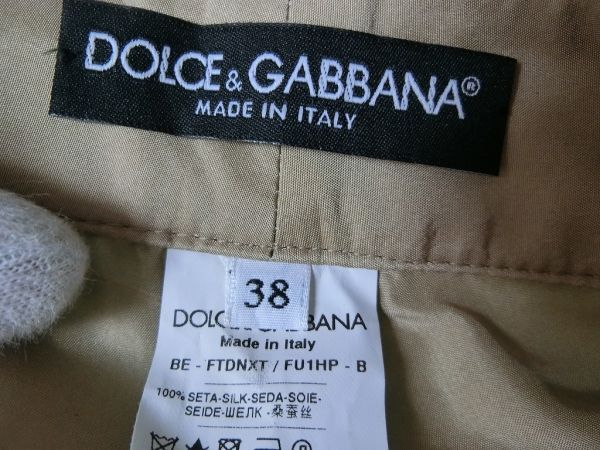 DOLCE & GABBANA®
MADE IN ITALY
38
DOLCE GABBANA
Made in Italy
BE - FTDNXT / FU1HP - B
100% SETA-SILK-SEDA-SOIE-
SEIDE-ШЕЛК-桑蚕丝